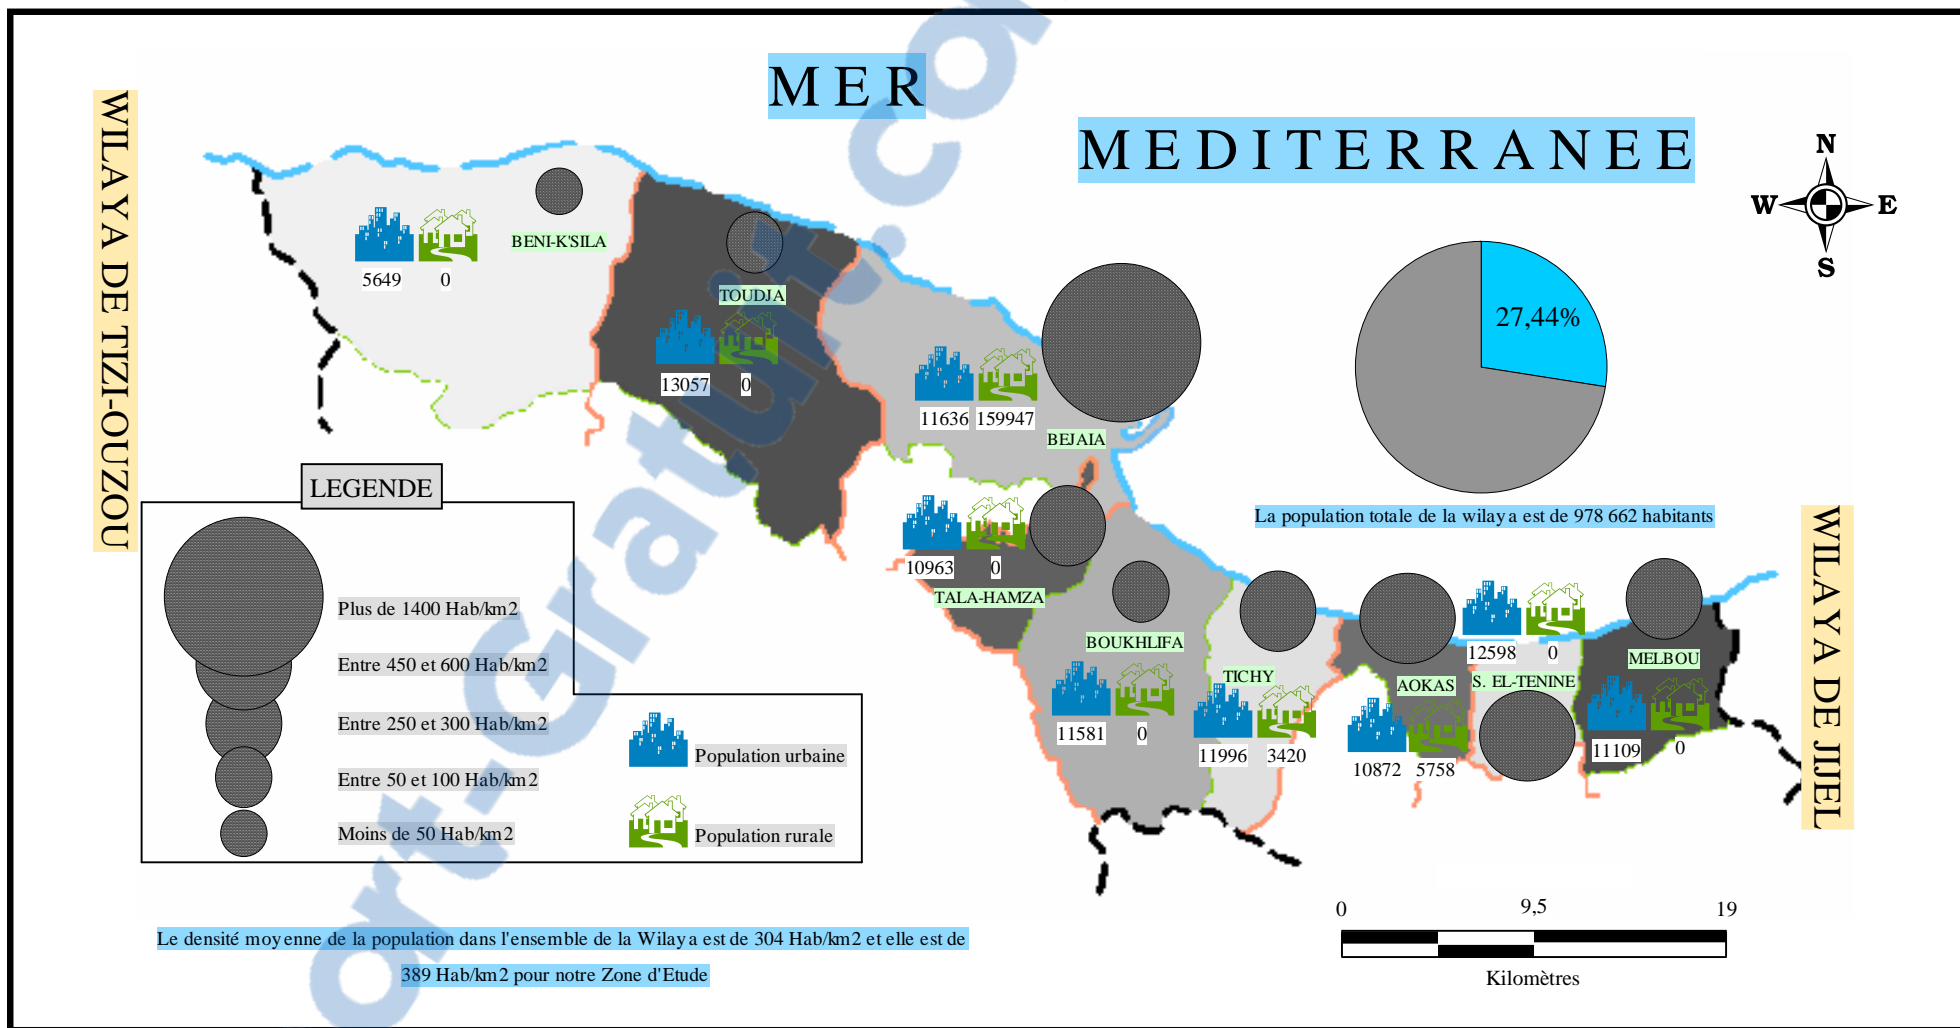 M E R
M E D I T E R R A N E E
WILAYA DE TIZI-OUZOU
N
W
E
S
BENI-K'SILA
5649 0
TOUDJA
13057 0
27,44%
11636 159947
BEJAIA
LEGENDE
La population totale de la wilaya est de 978 662 habitants
WILAYA DE JIJEL
10963 0
TALA-HAMZA
Plus de 1400 Hab/km2
Entre 450 et 600 Hab/km2
Entre 250 et 300 Hab/km2
Entre 50 et 100 Hab/km2
Moins de 50 Hab/km2
Population urbaine
Population rurale
BOUKHLIFA
11581 0
TICHY
11996 3420
AOKAS
10872 5758
12598 0
S. EL-TENINE
MELBOU
11109 0
0 9,5 19
Kilomètres
Le densité moyenne de la population dans l'ensemble de la Wilaya est de 304 Hab/km2 et elle est de
389 Hab/km2 pour notre Zone d'Etude
ort-Gratuit.co